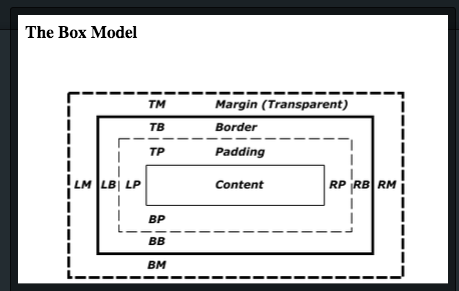 The Box Model
TM Margin (Transparent)
TB Border
TP Padding
LM LB LP Content RP RB RM
BP
BB
BM